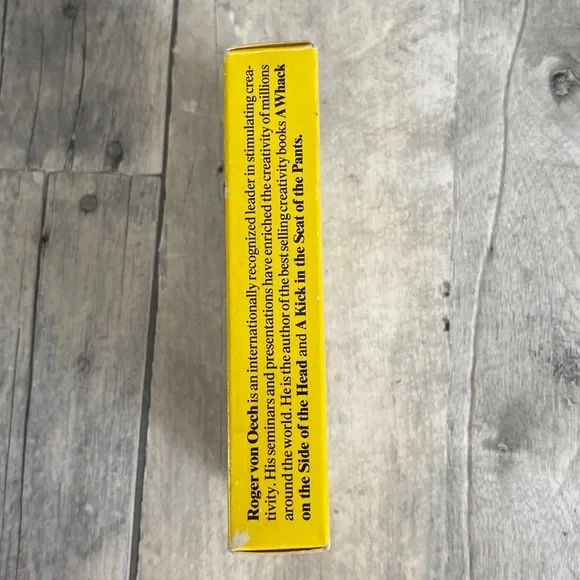 Roger von Oech is an internationally recognized leader in stimulating crea-
tivity. His seminars and presentations have enriched the creativity of millions
around the world. He is the author of the best selling creativity books A Whack
on the Side of the Head and A Kick in the Seat of the Pants.